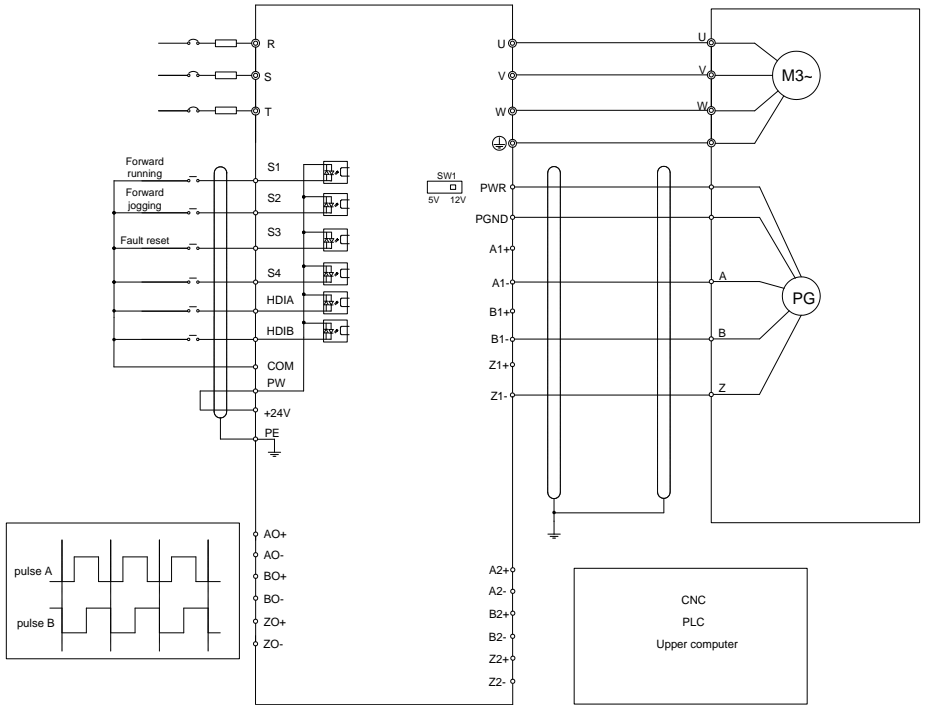 R
S
T
Forward
running
Forward
jogging
Fault reset
S1
S2
S3
S4
HDIA
HDIB
COM
PW
+24V
PE
U
V
W
SW1
5V 12V
PWR
PGND
A1+
A1-
B1+
B1-
Z1+
Z1-
U
V
W
M3~
A
B
Z
PG
pulse A
pulse B
AO+
AO-
BO+
BO-
ZO+
ZO-
A2+
A2-
B2+
B2-
Z2+
Z2-
CNC
PLC
Upper computer